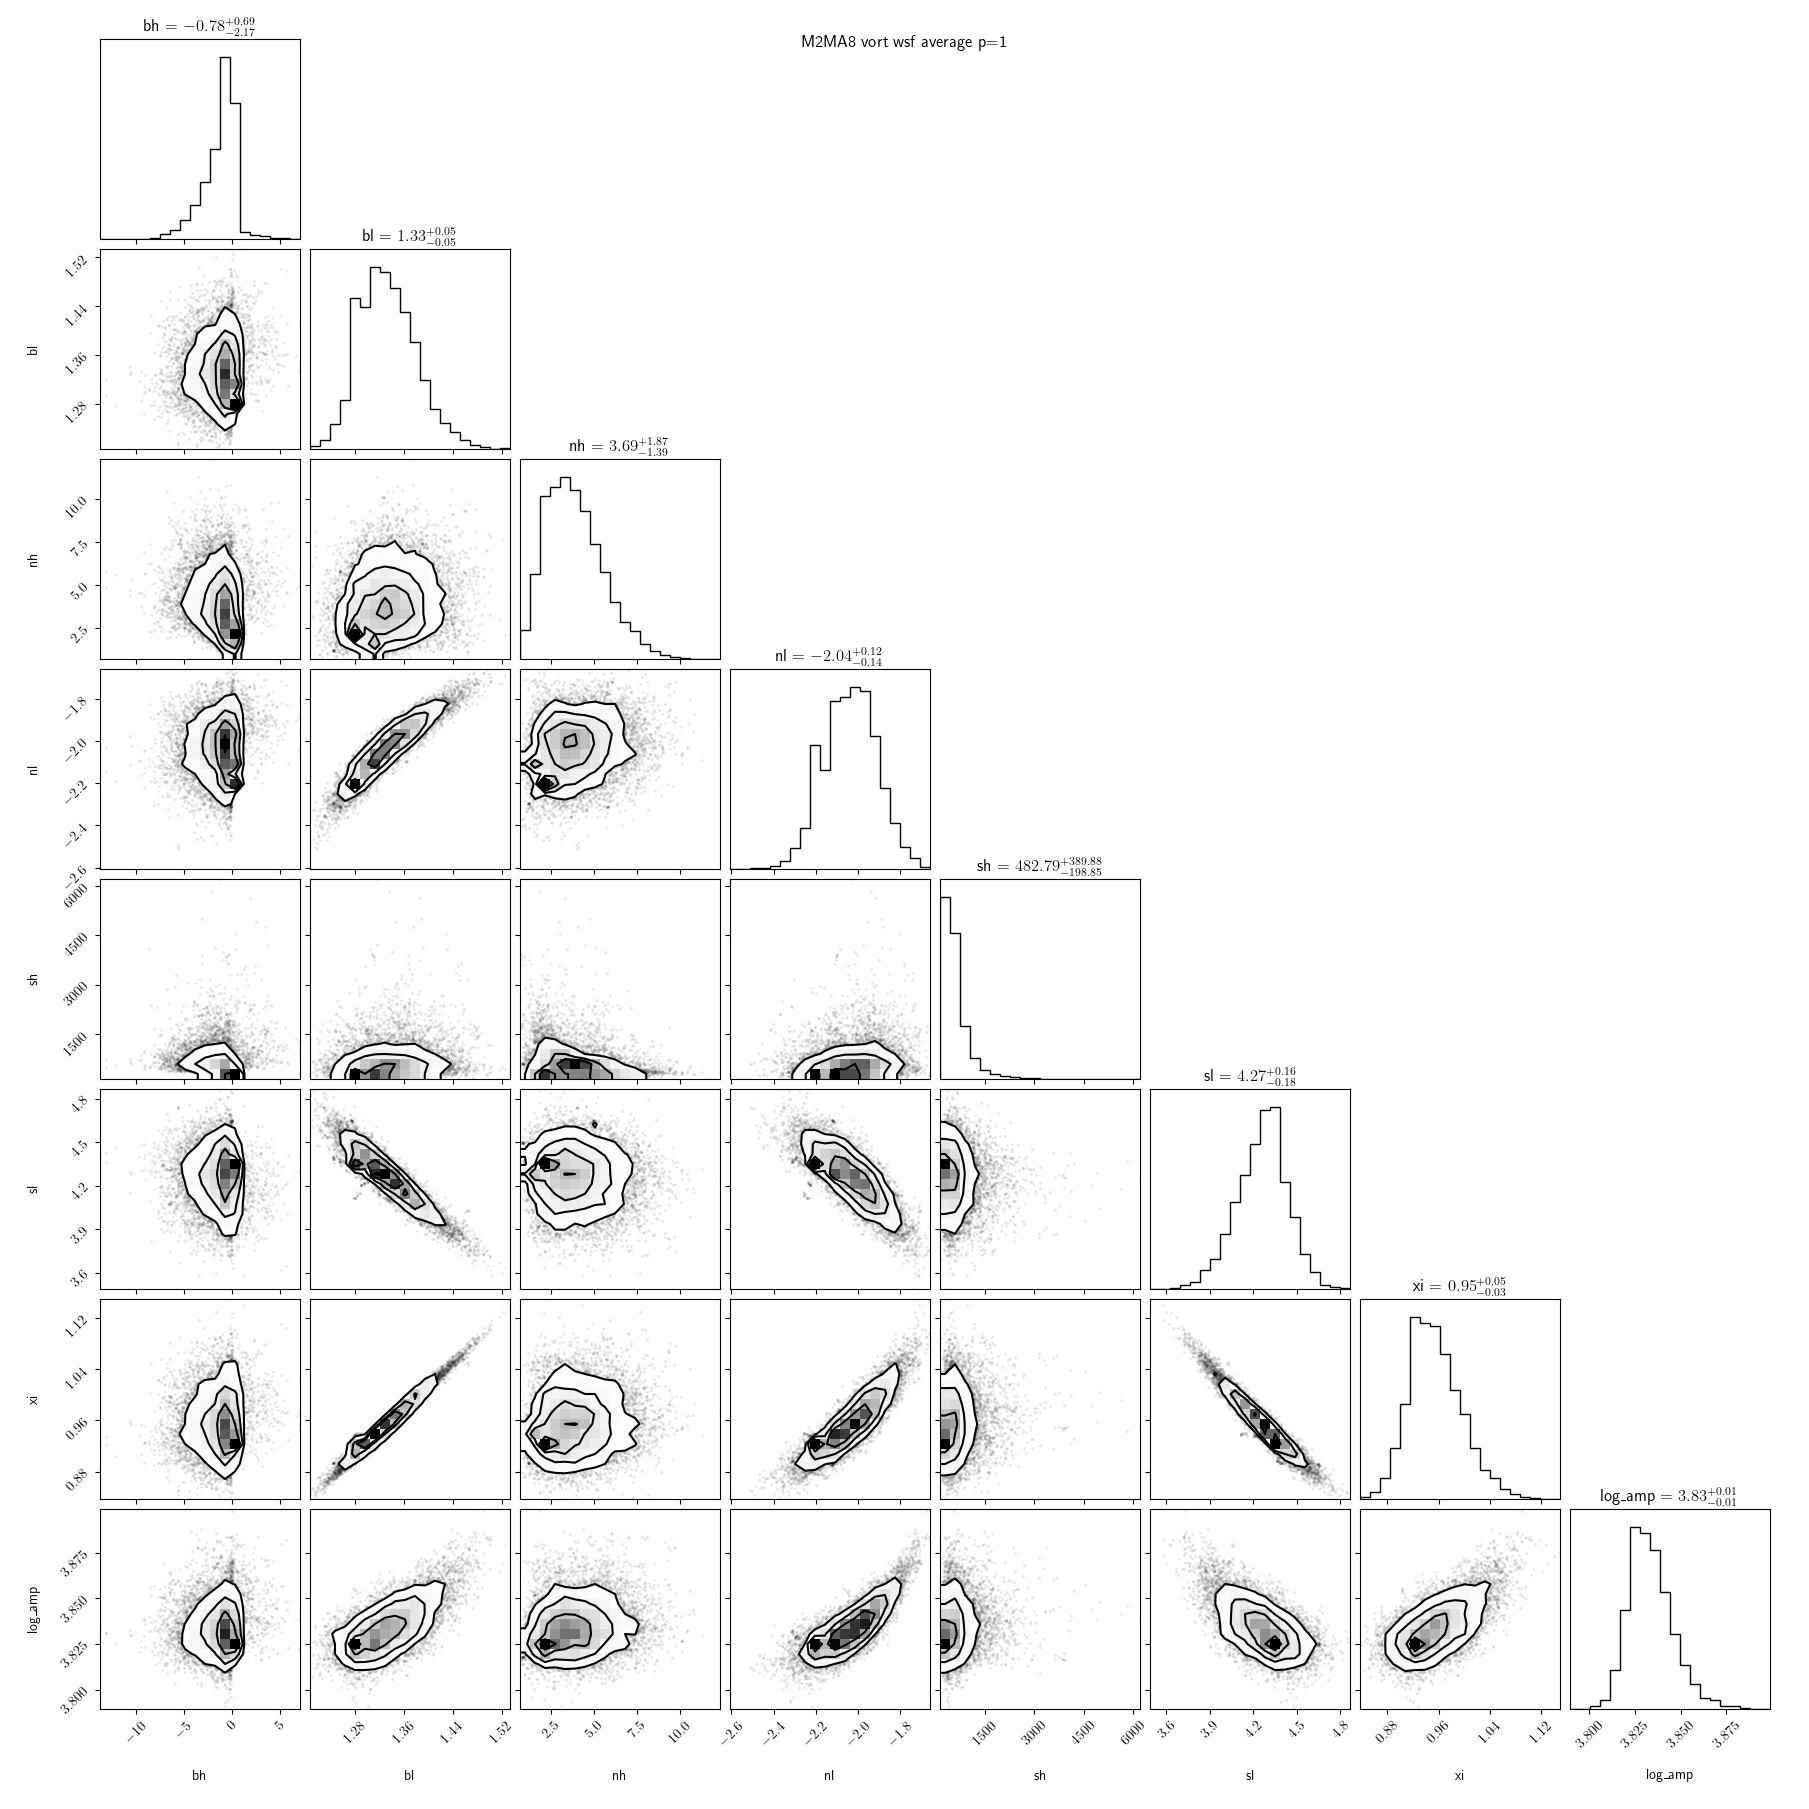 M2MA8 vort wsf average p=1
bh = −0.78 +0.69 −2.17
bl = 1.33 +0.05 −0.05
1.52
1.44
1.36
1.28
bl
nh = 3.69 +1.87 −1.39
10.0
7.5
5.0
2.5
nh
nl = −2.04 +0.12 −0.14
−1.8
−2.0
−2.2
−2.4
−2.6
nl
sh = 482.79 +389.88 −198.85
6000
4500
3000
1500
sh
sl = 4.27 +0.16 −0.18
4.8
4.5
4.2
3.9
3.6
sl
xi = 0.95 +0.05 −0.03
1.12
1.04
0.96
0.88
xi
log_amp = 3.83 +0.01 −0.01
3.875
3.850
3.825
3.800
log_amp
−10 −5 0 5 1.28 1.36 1.44 1.52 2.5 5.0 7.5 10.0 −2.6 −2.4 −2.2 −2.0 −1.8 1500 3000 4500 6000 3.6 3.9 4.2 4.5 4.8 0.88 0.96 1.04 1.12 3.800 3.825 3.850 3.875
bh bl nh nl sh sl xi log_amp